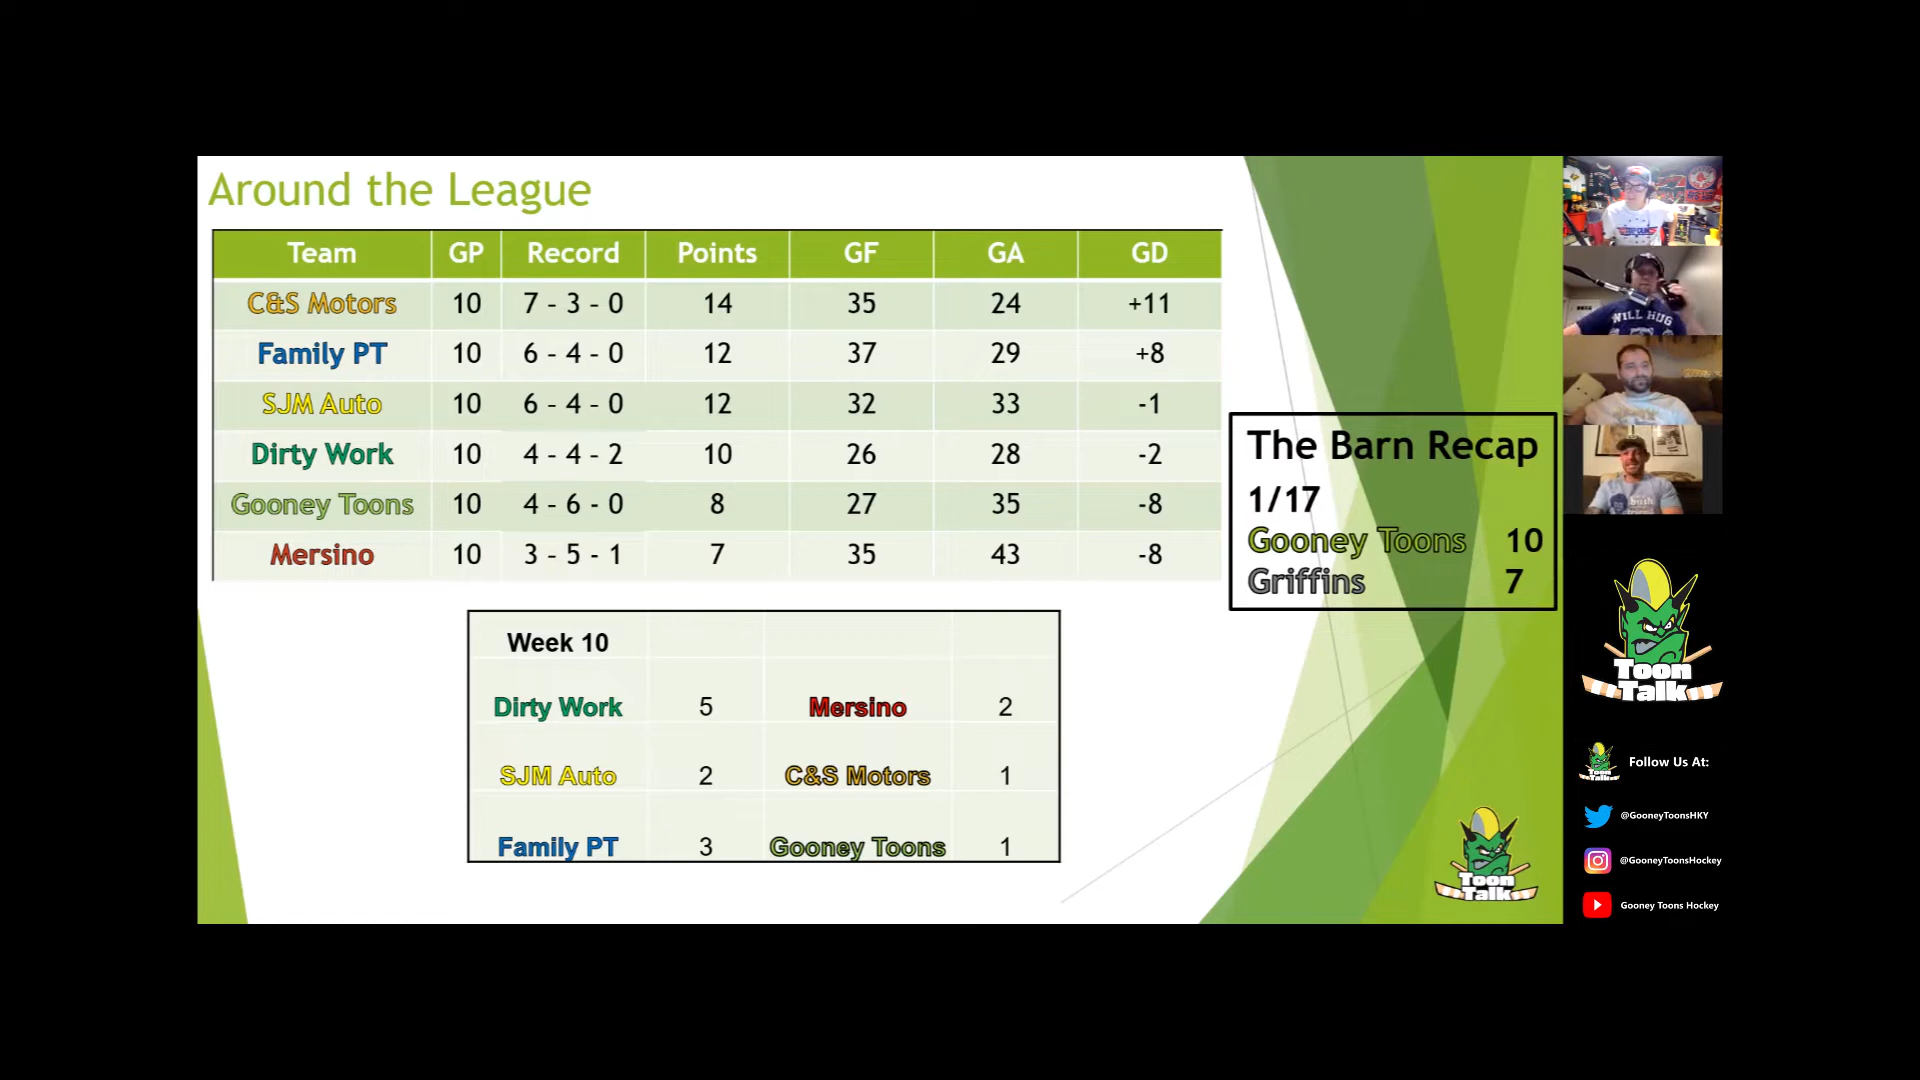 Around the League
Team GP Record Points GF GA GD
C&S Motors 10 7 - 3 - 0 14 35 24 +11
Family PT 10 6 - 4 - 0 12 37 29 +8
SJM Auto 10 6 - 4 - 0 12 32 33 -1
Dirty Work 10 4 - 4 - 2 10 26 28 -2
Gooney Toons 10 4 - 6 - 0 8 27 35 -8
Mersino 10 3 - 5 - 1 7 35 43 -8
Week 10
Dirty Work 5 Mersino 2
SJM Auto 2 C&S Motors 1
Family PT 3 Gooney Toons 1
The Barn Recap
1/17
Gooney Toons 10
Griffins 7
Toon
Talk
WILL HUG
Toon
Talk
Toon
Talk
Follow Us At:
@GooneyToonsHKY
@GooneyToonsHockey
Gooney Toons Hockey